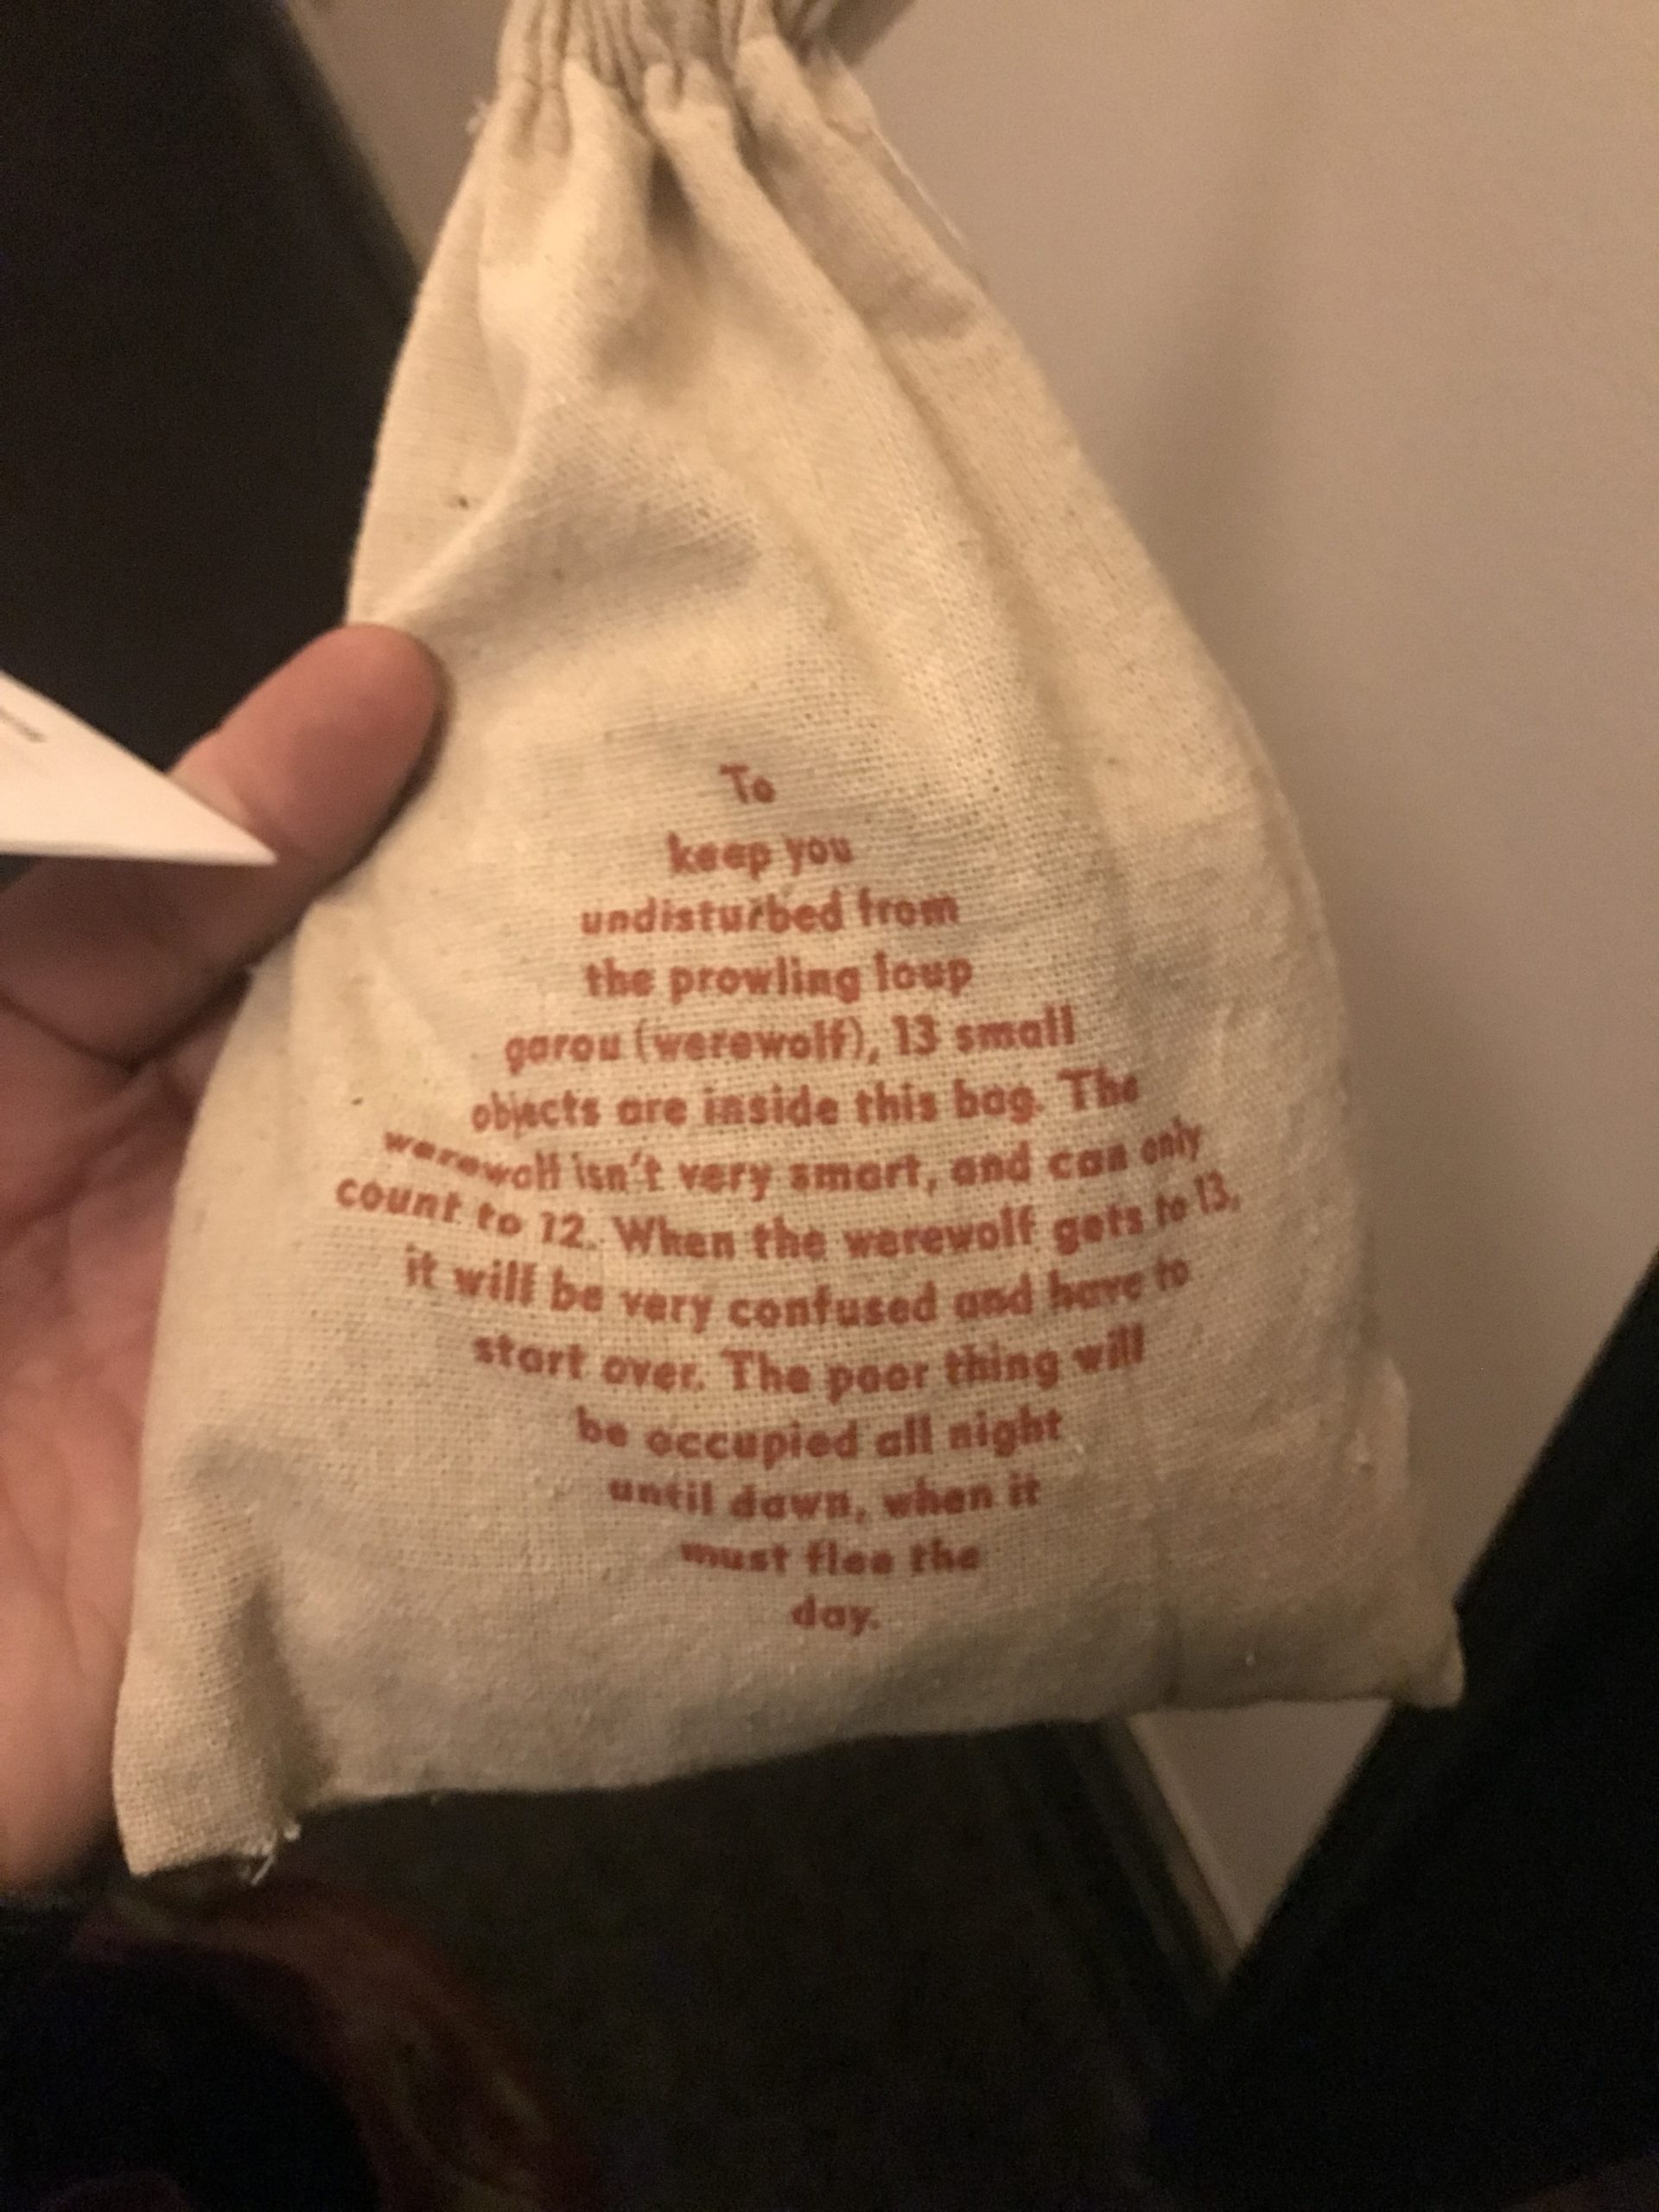 To
keep you
undisturbed from
the prowling loup
garou (werewolf), 13 small
objects are inside this bag. The
werewolf isn't very smart, and can only
count to 12. When the werewolf gets to 13,
it will be very confused and have to
start over. The poor thing will
be occupied all night
until dawn, when it
must flee the
day.